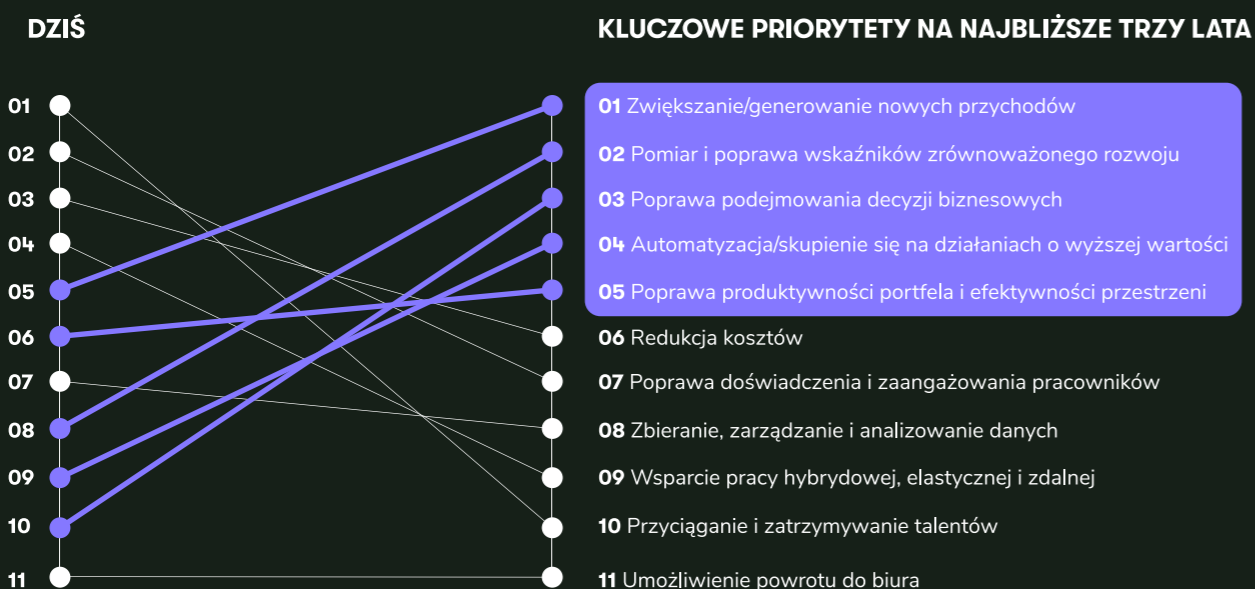 DZIŚ
KLUCZOWE PRIORYTETY NA NAJBLIŻSZE TRZY LATA
01
02
03
04
05
06
07
08
09
10
11
01 Zwiększanie/generowanie nowych przychodów
02 Pomiar i poprawa wskaźników zrównoważonego rozwoju
03 Poprawa podejmowania decyzji biznesowych
04 Automatyzacja/skupienie się na działaniach o wyższej wartości
05 Poprawa produktywności portfela i efektywności przestrzeni
06 Redukcja kosztów
07 Poprawa doświadczenia i zaangażowania pracowników
08 Zbieranie, zarządzanie i analizowanie danych
09 Wsparcie pracy hybrydowej, elastycznej i zdalnej
10 Przyciąganie i zatrzymywanie talentów
11 Umożliwienie powrotu do biura